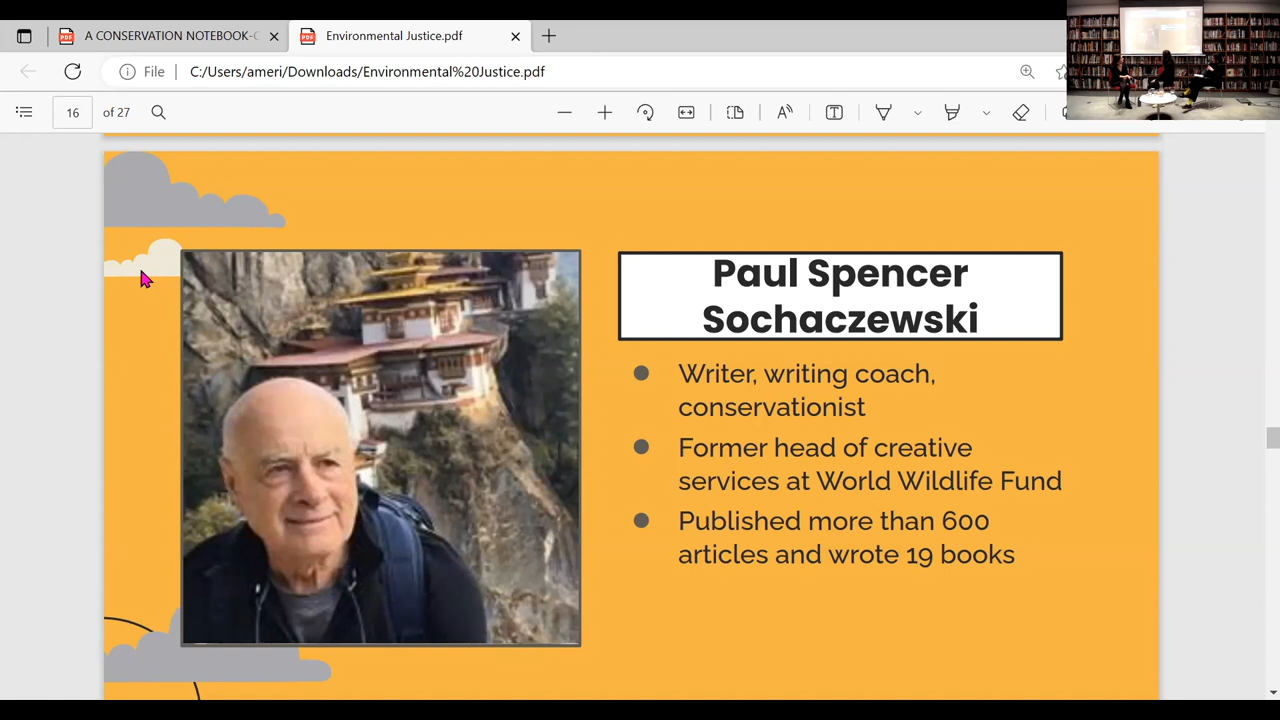 A CONSERVATION NOTEBOOK-C
Environmental Justice.pdf
File
C:/Users/ameri/Downloads/Environmental%20Justice.pdf
16 of 27
Paul Spencer
Sochaczewski
Writer, writing coach,
conservationist
Former head of creative
services at World Wildlife Fund
Published more than 600
articles and wrote 19 books